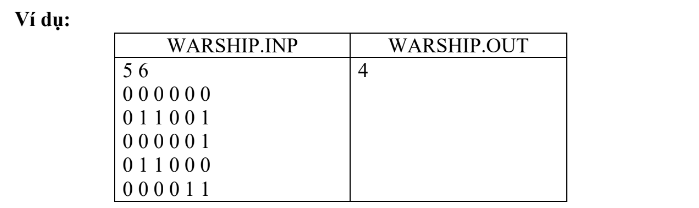 Ví dụ:
WARSHIP.INP WARSHIP.OUT
5 6 4
0 0 0 0 0 0
0 1 1 0 0 1
0 0 0 0 0 1
0 1 1 0 0 0
0 0 0 0 1 1